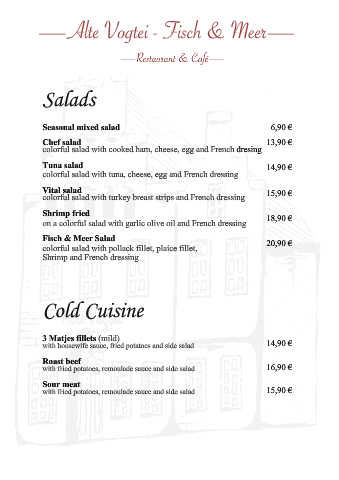 Alte Vogtei - Fisch & Meer
Restaurant & Café
Salads
Seasonal mixed salad 6,90 €
Chef salad 13,90 €
colorful salad with cooked ham, cheese, egg and French dressing
Tuna salad 14,90 €
colorful salad with tuna, cheese, egg and French dressing
Vital salad 15,90 €
colorful salad with turkey breast strips and French dressing
Shrimp fried 18,90 €
on a colorful salad with garlic olive oil and French dressing
Fisch & Meer Salad 20,90 €
colorful salad with pollack fillet, plaice fillet,
Shrimp and French dressing
Cold Cuisine
3 Matjes fillets (mild) 14,90 €
with housewife sauce, fried potatoes and side salad
Roast beef 16,90 €
with fried potatoes, remoulade sauce and side salad
Sour meat 15,90 €
with fried potatoes, remoulade sauce and side salad